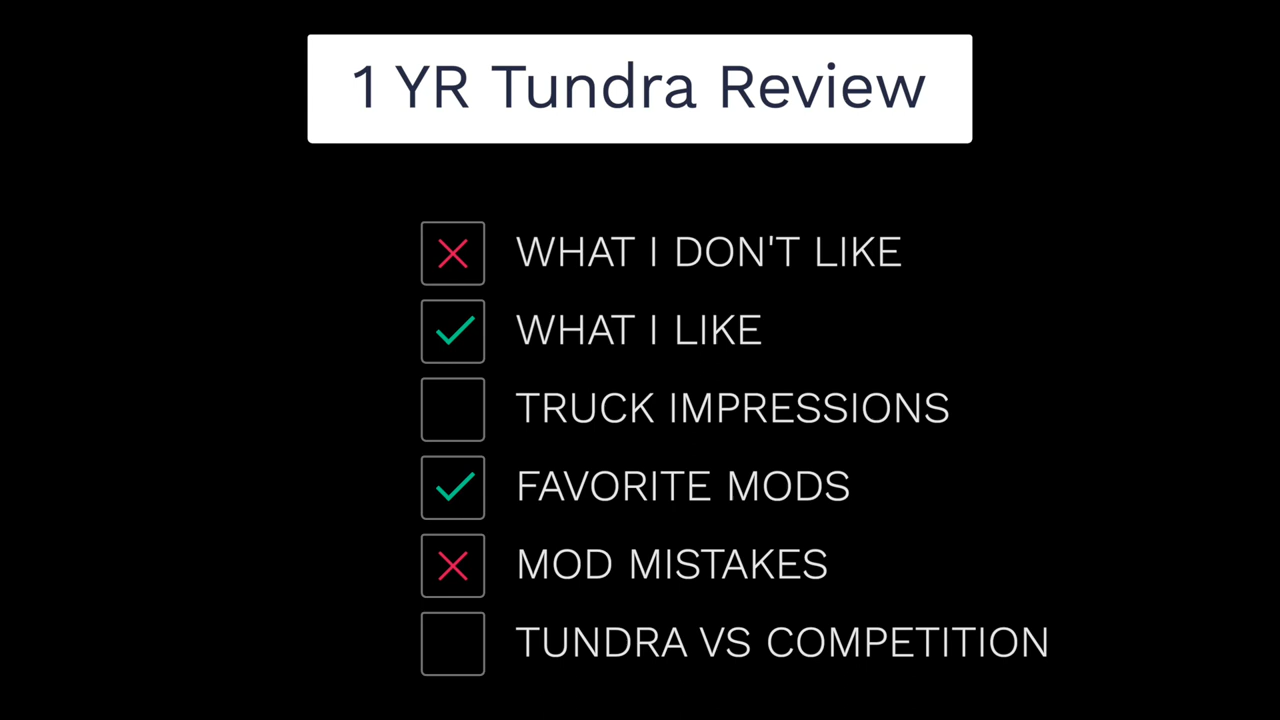 1 YR Tundra Review
WHAT I DON'T LIKE
WHAT I LIKE
TRUCK IMPRESSIONS
FAVORITE MODS
MOD MISTAKES
TUNDRA VS COMPETITION